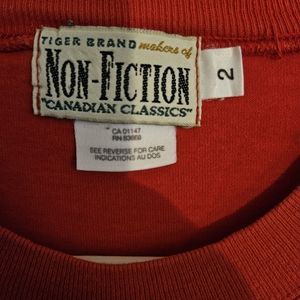 TIGER BRAND makers of
NON-FICTION
"CANADIAN CLASSICS"
2
CA 01147
RN 83668
SEE REVERSE FOR CARE
INDICATIONS AU DOS